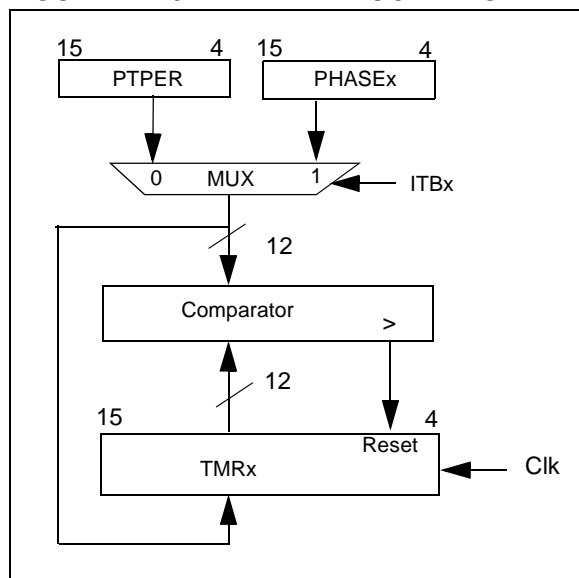 15 4 15 4
PTPER PHASEx
0 MUX 1 ITBx
12
Comparator
>
12
15 4
Reset
TMRx Clk